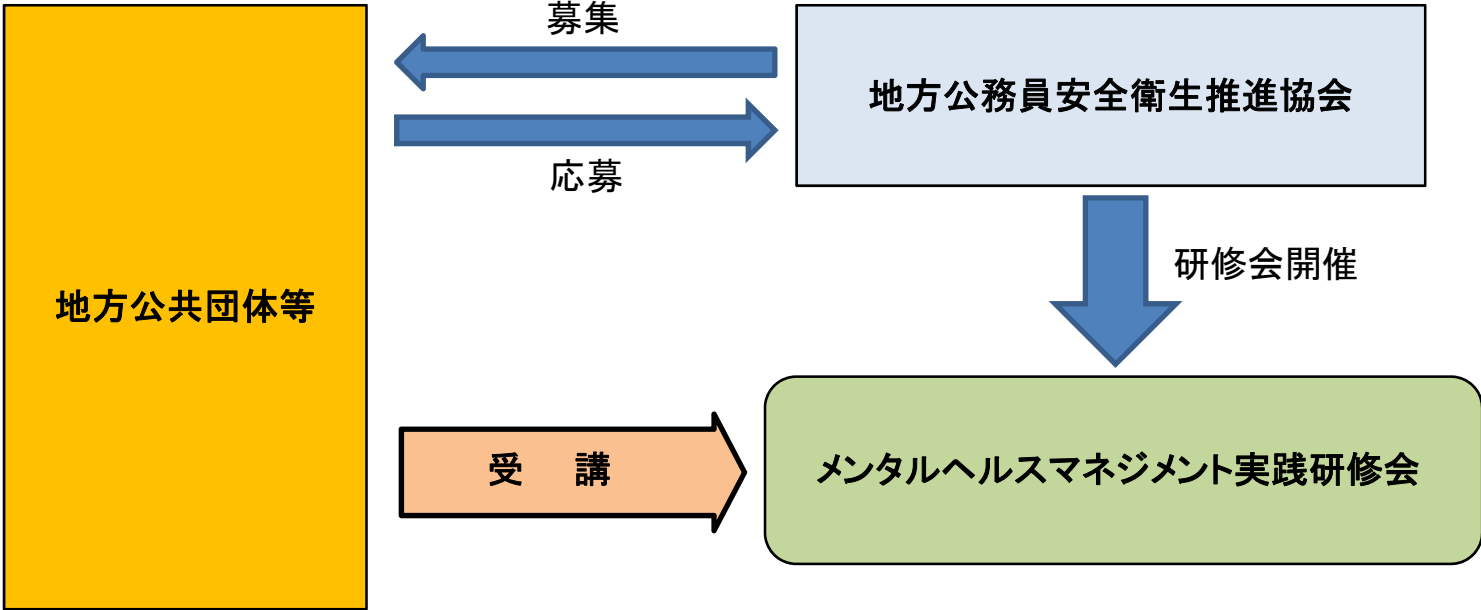 募集
地方公務員安全衛生推進協会
応募
研修会開催
地方公共団体等
受　講
メンタルヘルスマネジメント実践研修会